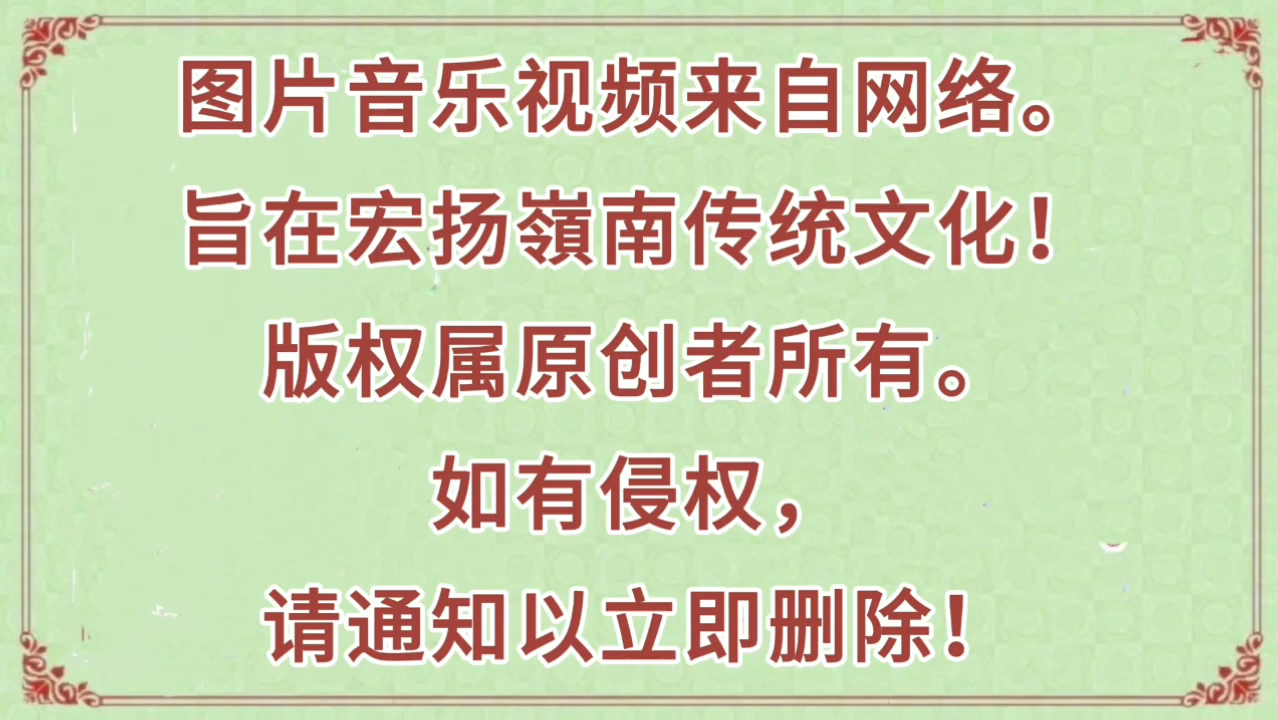 图片音乐视频来自网络。
旨在宏扬嶺南传统文化！
版权属原创者所有。
如有侵权，
请通知以立即删除！